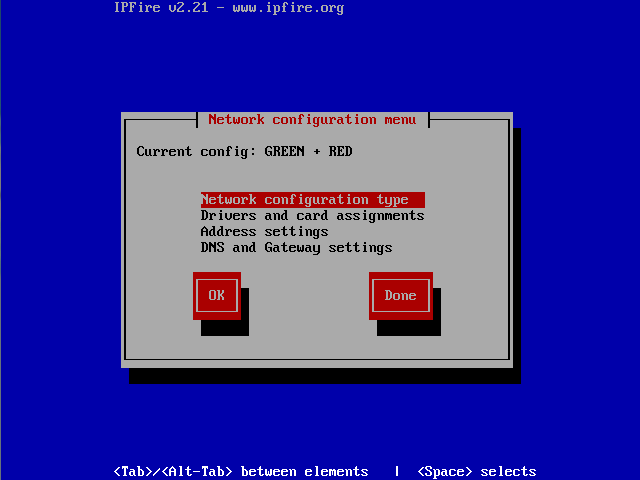 IPFire v2.21 - www.ipfire.org
Network configuration menu
Current config: GREEN + RED
Network configuration type
Drivers and card assignments
Address settings
DNS and Gateway settings
OK Done
<Tab>/<Alt-Tab> between elements | <Space> selects